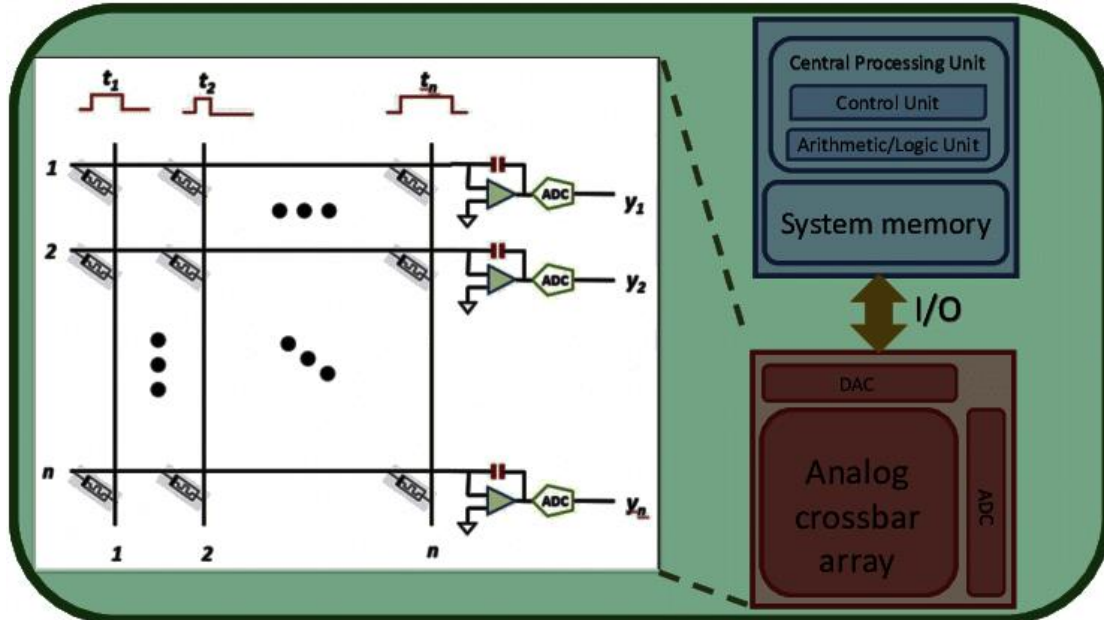 t1 t2 tn
1 ADC y1
2 ADC y2
n ADC yn
1 2 n
Central Processing Unit
Control Unit
Arithmetic/Logic Unit
System memory
I/O
DAC
Analog
crossbar
array
ADC